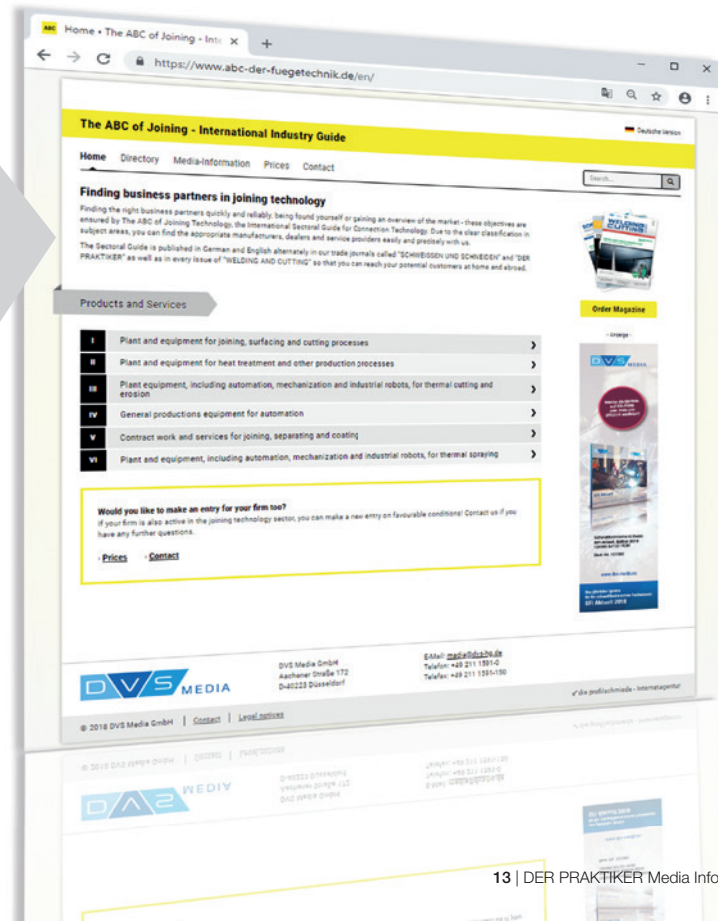 ABC Home • The ABC of Joining - Inte × +
https://www.abc-der-fuegetechnik.de/en/
The ABC of Joining - International Industry Guide
Deutsche Version
Home Directory Media-Information Prices Contact
Search...
Finding business partners in joining technology
Finding the right business partners quickly and reliably, being found yourself or gaining an overview of the market - these objectives are
ensured by The ABC of Joining Technology, the International Sectoral Guide for Connection Technology. Due to the clear classification in
subject areas, you can find the appropriate manufacturers, dealers and service providers easily and precisely with us.
The Sectoral Guide is published in German and English alternately in our trade journals called "SCHWEISSEN UND SCHNEIDEN" and "DER
PRAKTIKER" as well as in every issue of "WELDING AND CUTTING" so that you can reach your potential customers at home and abroad.
WELDING
CUTTING
Order Magazine
- Anzeige -
DVS MEDIA
Products and Services
I Plant and equipment for joining, surfacing and cutting processes
II Plant and equipment for heat treatment and other production processes
III Plant equipment, including automation, mechanization and industrial robots, for thermal cutting and
erosion
IV General productions equipment for automation
V Contract work and services for joining, separating and coating
VI Plant and equipment, including automation, mechanization and industrial robots, for thermal spraying
Would you like to make an entry for your firm too?
If your firm is also active in the joining technology sector, you can make a new entry on favourable conditions! Contact us if you
have any further questions.
› Prices › Contact
DVS MEDIA
DVS Media GmbH
Aachener Straße 172
D-40223 Düsseldorf
E-Mail: media@dvs-hg.de
Telefon: +49 211 1591-0
Telefax: +49 211 1591-150
die profilschmiede - Internetagentur
© 2018 DVS Media GmbH | Contact | Legal notices
13 | DER PRAKTIKER Media Info